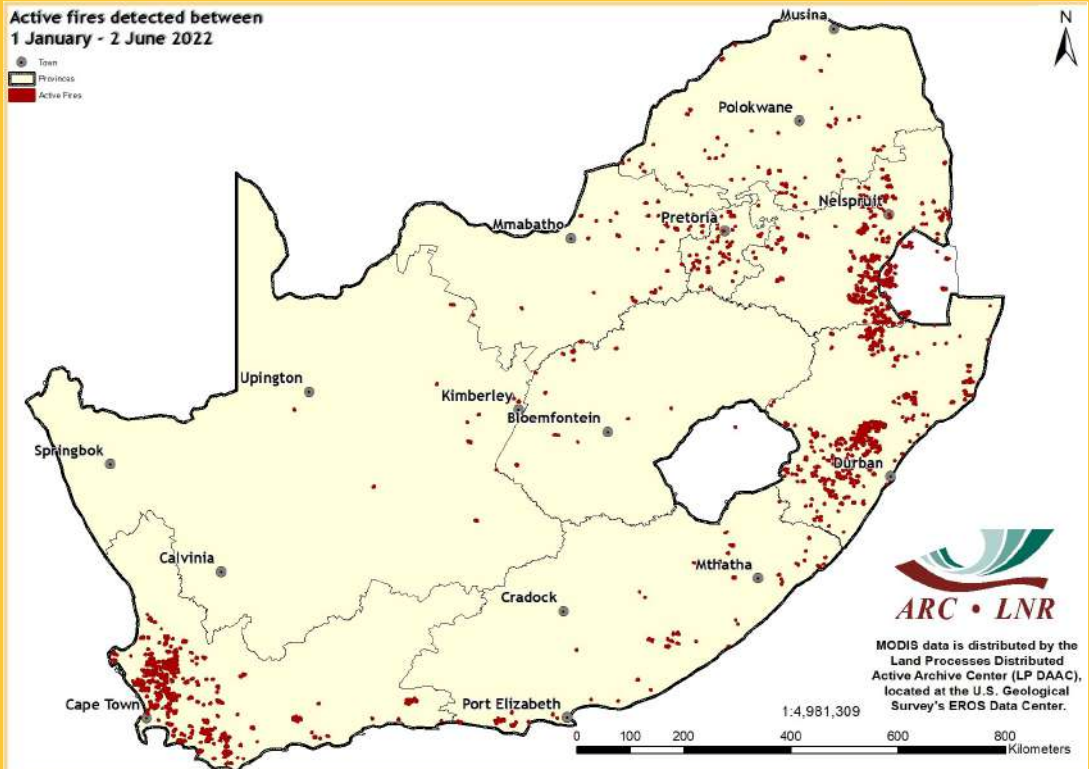 Active fires detected between
1 January - 2 June 2022
Town
Provinces
Active Fires
N
Musina
Polokwane
Nelspruit
Pretoria
Mmabatho
Upington
Kimberley
Bloemfontein
Springbok
Durban
Calvinia
Mthatha
Cradock
Cape Town
Port Elizabeth
ARC • LNR
MODIS data is distributed by the
Land Processes Distributed
Active Archive Center (LP DAAC),
located at the U.S. Geological
Survey's EROS Data Center.
1:4,981,309
0 100 200 400 600 800
Kilometers